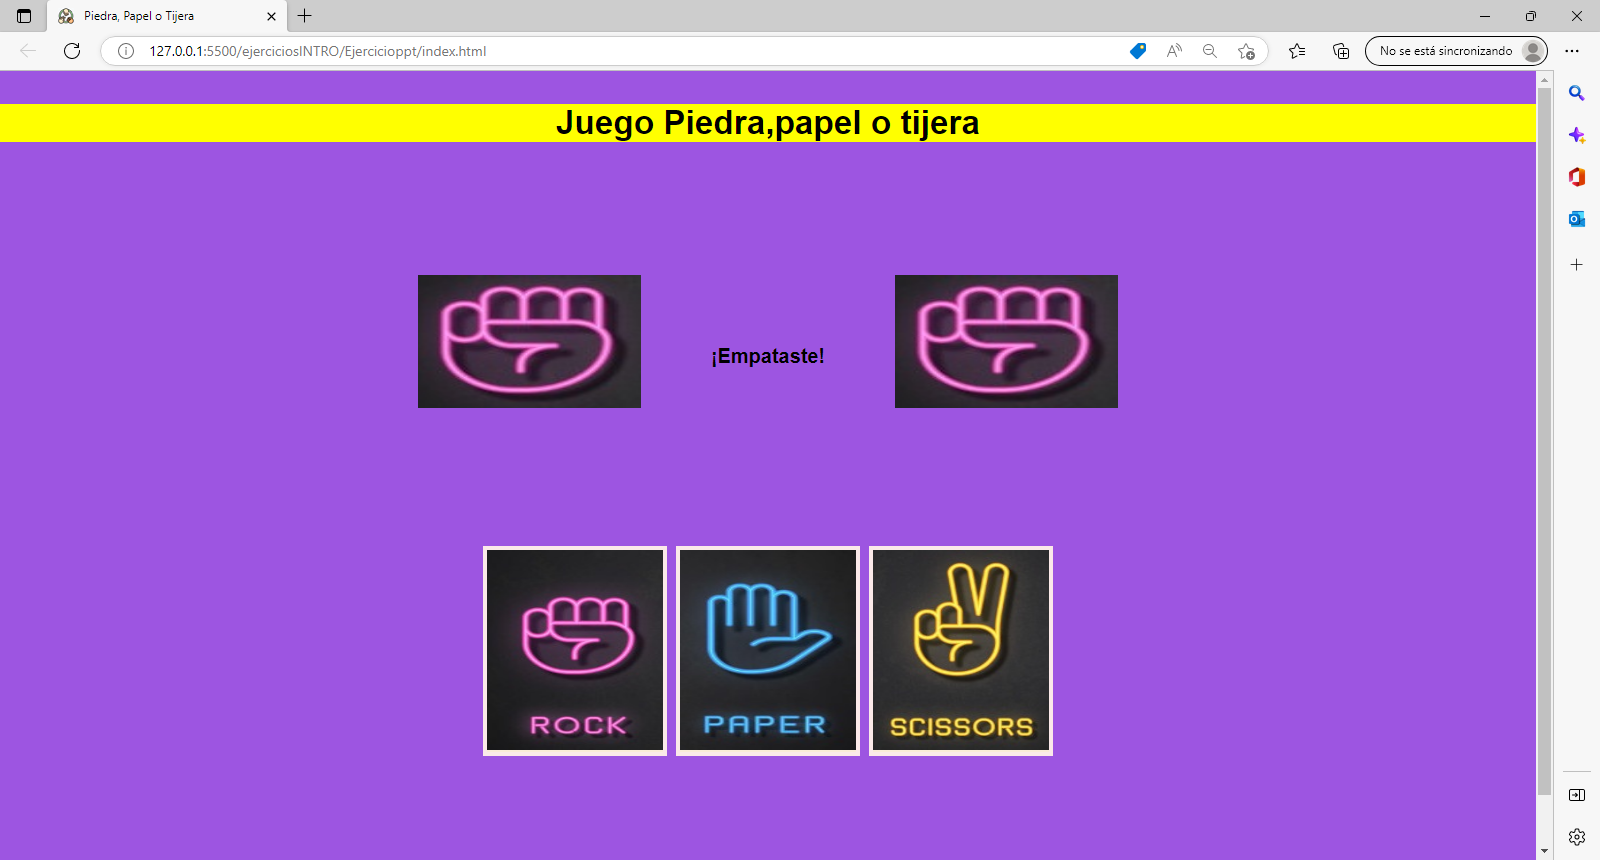 Piedra, Papel o Tijera
127.0.0.1:5500/ejerciciosINTRO/Ejercicioppt/index.html
No se está sincronizando
Juego Piedra,papel o tijera
¡Empataste!
ROCK
PAPER
SCISSORS